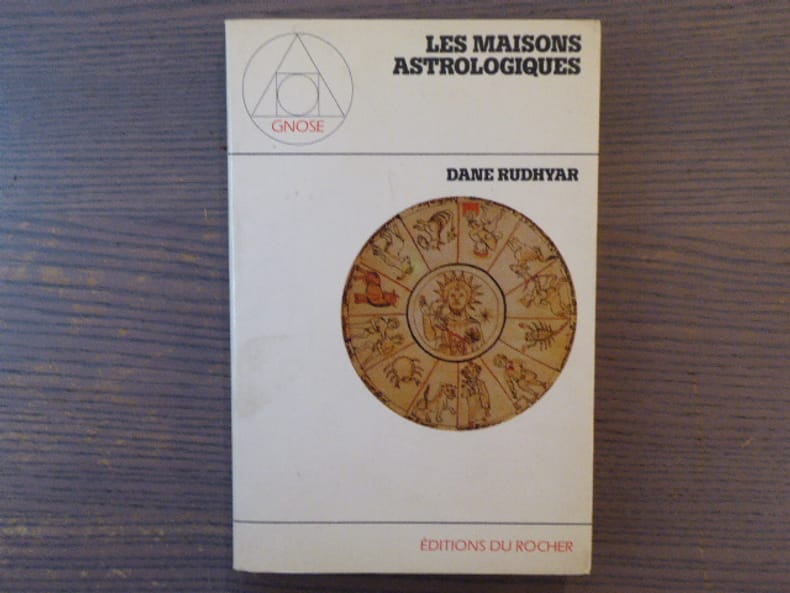 LES MAISONS
ASTROLOGIQUES
GNOSE
DANE RUDHYAR
ÉDITIONS DU ROCHER